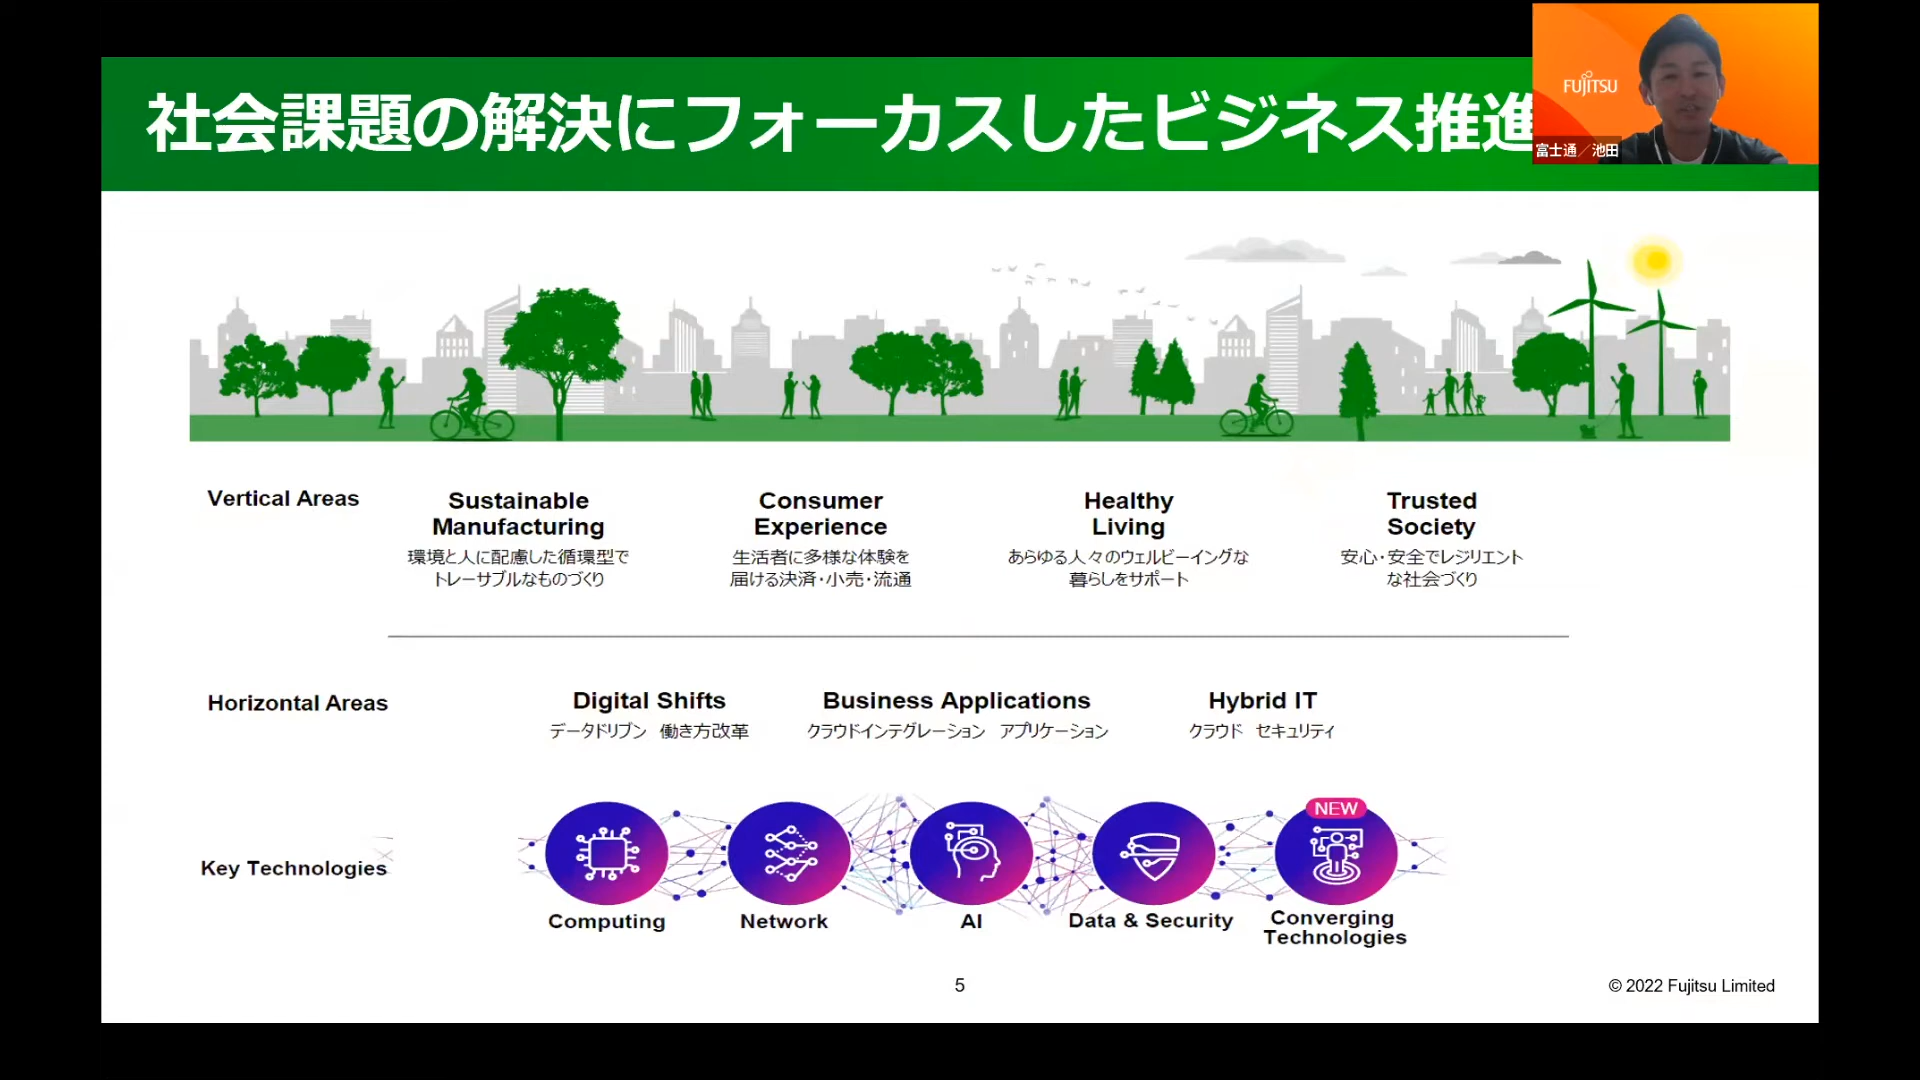 社会課題の解決にフォーカスしたビジネス推進
FUJITSU
富士通／池田
Vertical Areas
Sustainable
Manufacturing
環境と人に配慮した循環型で
トレーサブルなものづくり
Consumer
Experience
生活者に多様な体験を
届ける決済・小売・流通
Healthy
Living
あらゆる人々のウェルビーイングな
暮らしをサポート
Trusted
Society
安心・安全でレジリエント
な社会づくり
Horizontal Areas
Digital Shifts
データドリブン　働き方改革
Business Applications
クラウドインテグレーション　アプリケーション
Hybrid IT
クラウド　セキュリティ
Key Technologies
Computing
Network
AI
Data & Security
NEW
Converging
Technologies
5
© 2022 Fujitsu Limited